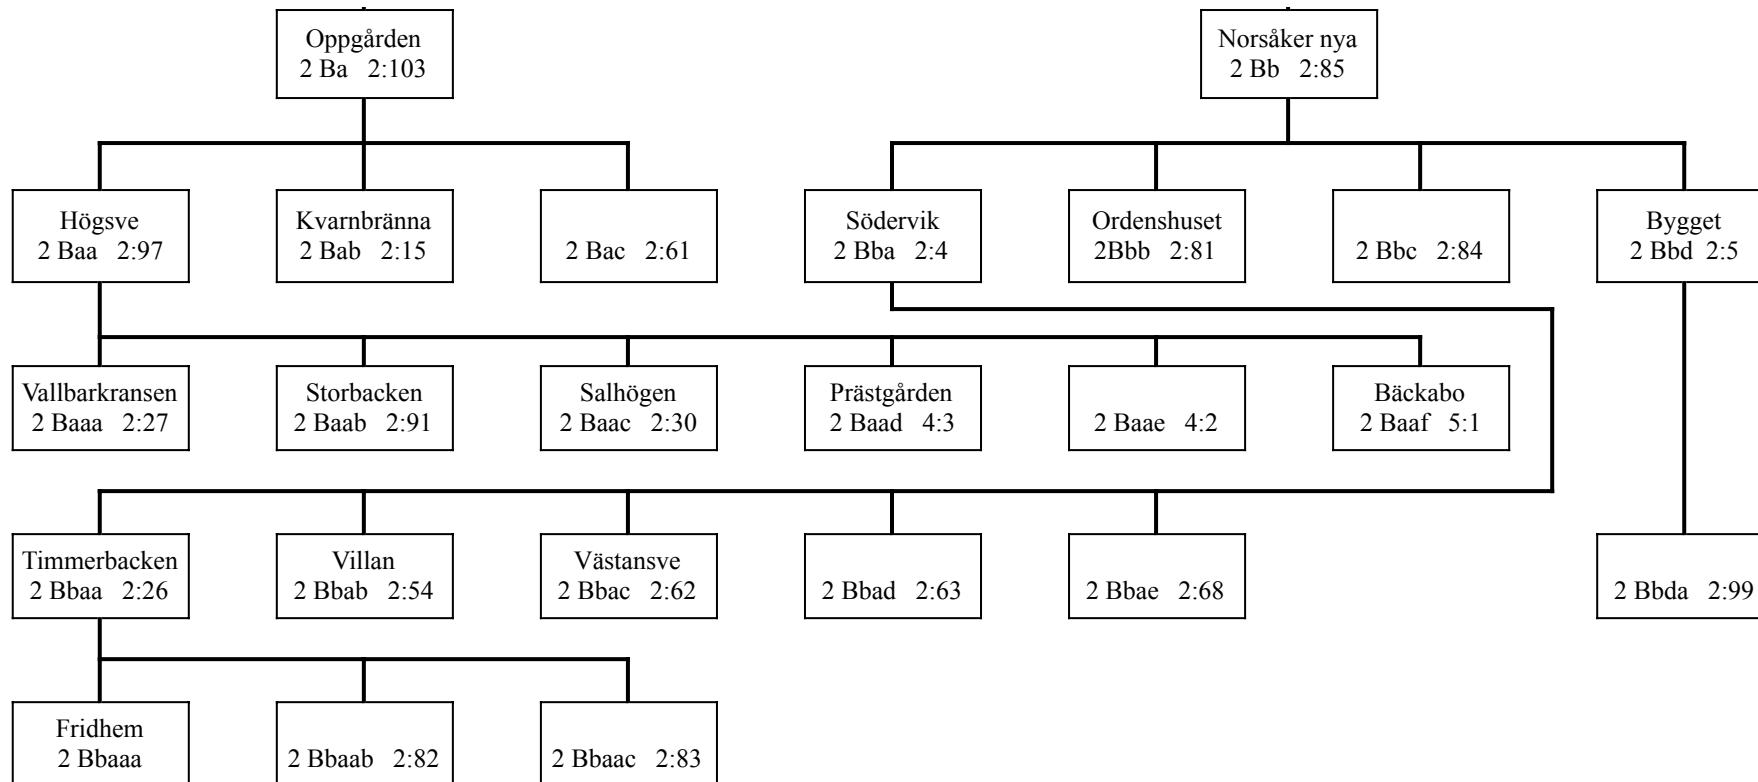 Oppgården
2 Ba 2:103
Norsåker nya
2 Bb 2:85
Högsve
2 Baa 2:97
Kvarnbränna
2 Bab 2:15
2 Bac 2:61
Södervik
2 Bba 2:4
Ordenshuset
2Bbb 2:81
2 Bbc 2:84
Bygget
2 Bbd 2:5
Vallbarkransen
2 Baaa 2:27
Storbacken
2 Baab 2:91
Salhögen
2 Baac 2:30
Prästgården
2 Baad 4:3
2 Baae 4:2
Bäckabo
2 Baaf 5:1
Timmerbacken
2 Bbaa 2:26
Villan
2 Bbab 2:54
Västansve
2 Bbac 2:62
2 Bbad 2:63
2 Bbae 2:68
2 Bbda 2:99
Fridhem
2 Bbaaa
2 Bbaab 2:82
2 Bbaac 2:83